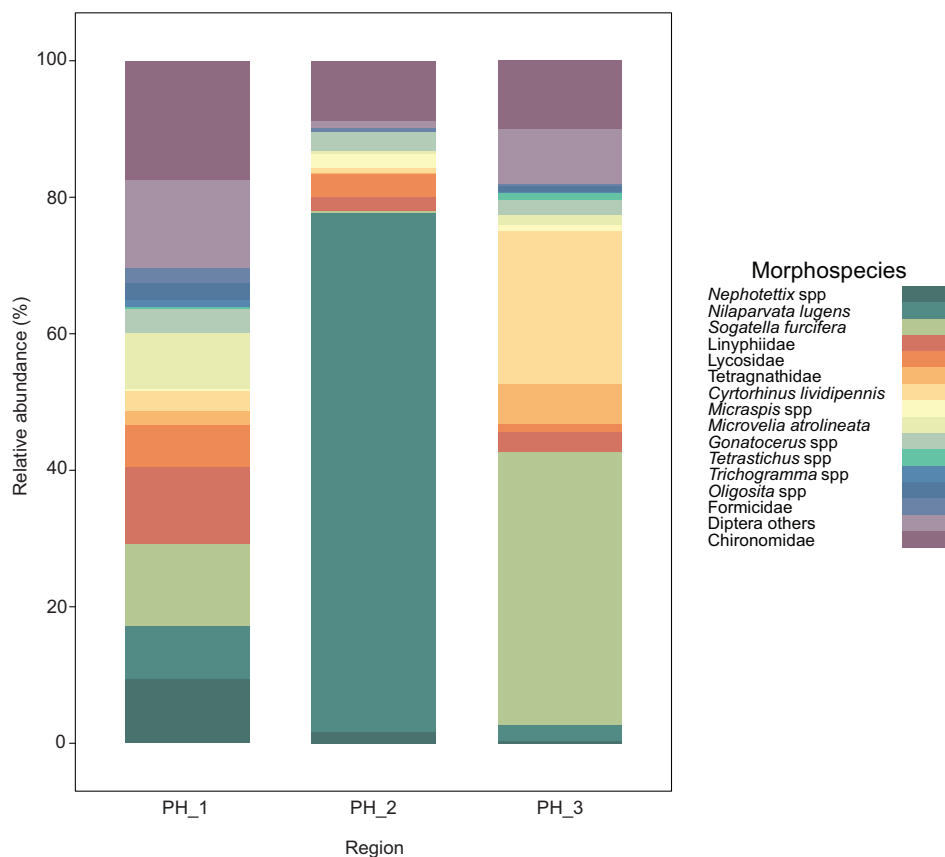 100
80
60
40
20
0
Relative abundance (%)
PH_1
PH_2
PH_3
Region
Morphospecies
Nephotettix spp
Nilaparvata lugens
Sogatella furcifera
Linyphiidae
Lycosidae
Tetragnathidae
Cyrtorhinus lividipennis
Micraspis spp
Microvelia atrolineata
Gonatocerus spp
Tetrastichus spp
Trichogramma spp
Oligosita spp
Formicidae
Diptera others
Chironomidae